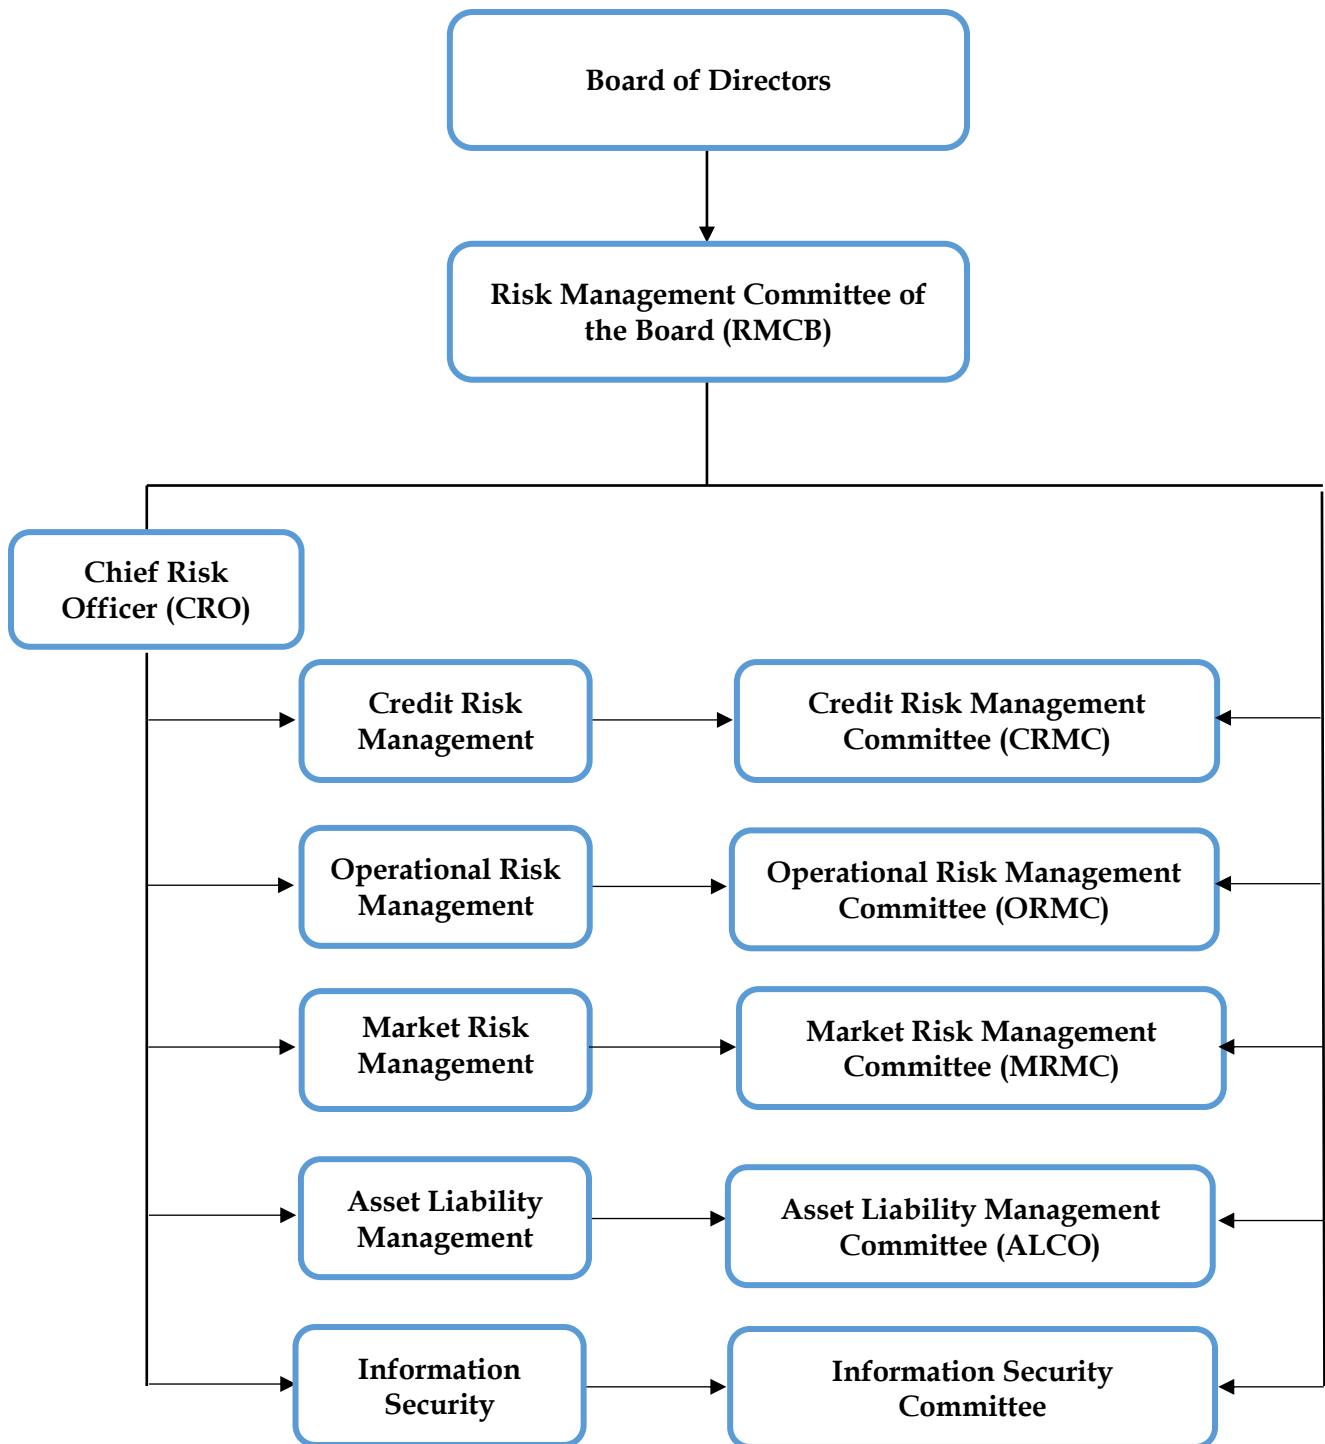 Board of Directors
Risk Management Committee of
the Board (RMCB)
Chief Risk
Officer (CRO)
Credit Risk
Management
Credit Risk Management
Committee (CRMC)
Operational Risk
Management
Operational Risk Management
Committee (ORMC)
Market Risk
Management
Market Risk Management
Committee (MRMC)
Asset Liability
Management
Asset Liability Management
Committee (ALCO)
Information
Security
Information Security
Committee